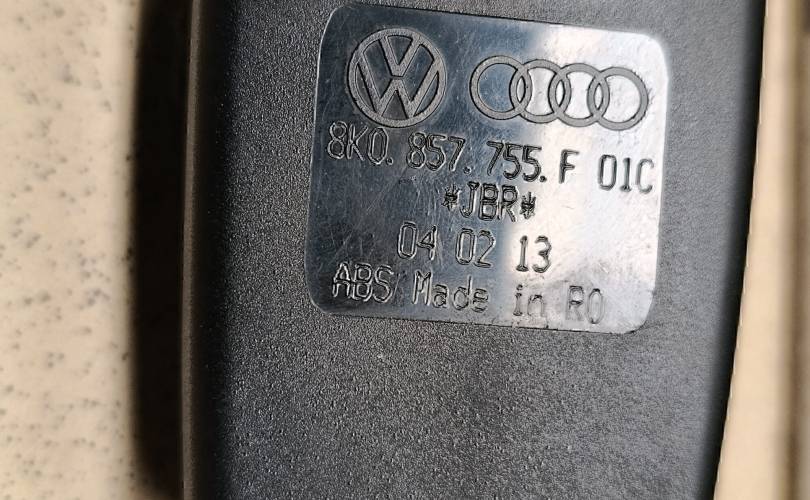 8K0. 857. 755. F 01C
*JBR*
04 02 13
ABS Made in RO